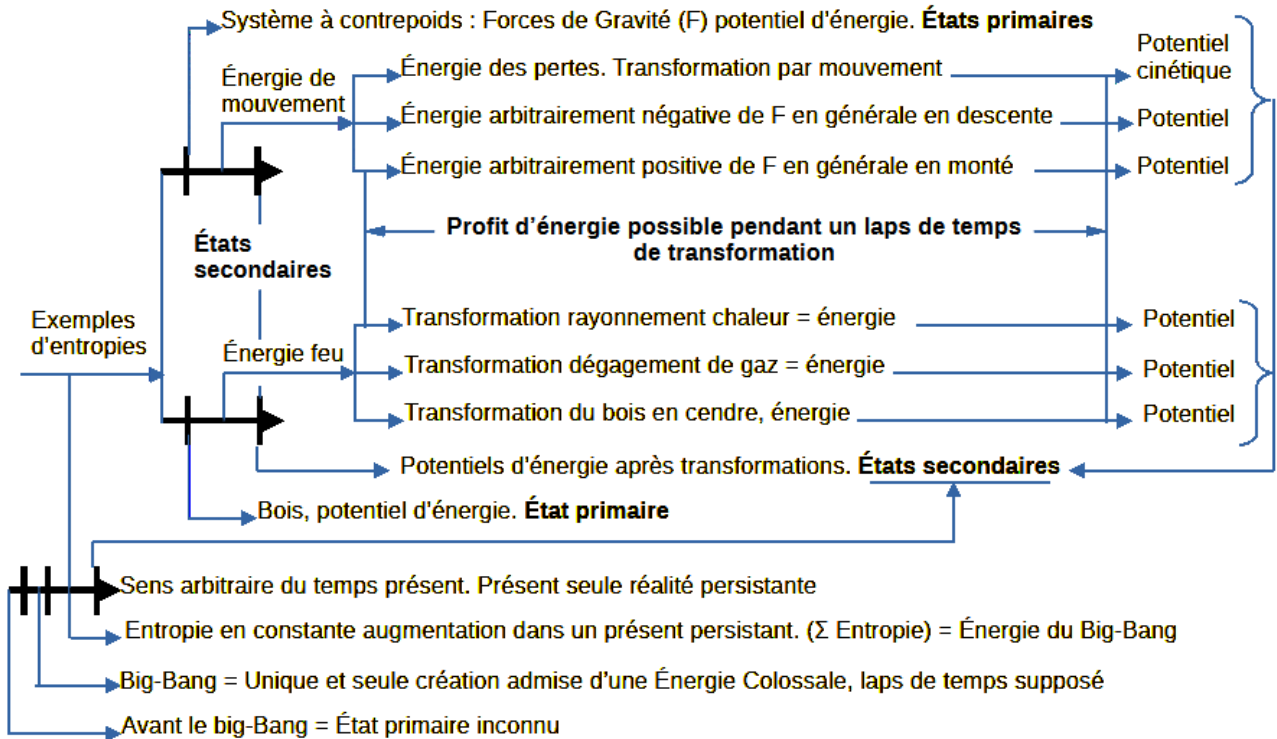 Système à contrepoids : Forces de Gravité (F) potentiel d'énergie. États primaires
Énergie de
mouvement
Énergie des pertes. Transformation par mouvement
Potentiel
cinétique
Énergie arbitrairement négative de F en générale en descente
Potentiel
Énergie arbitrairement positive de F en générale en monté
Potentiel
États
secondaires
Profit d'énergie possible pendant un laps de temps
de transformation
Exemples
d'entropies
Énergie feu
Transformation rayonnement chaleur = énergie
Potentiel
Transformation dégagement de gaz = énergie
Potentiel
Transformation du bois en cendre, énergie
Potentiel
Potentiels d'énergie après transformations. États secondaires
Bois, potentiel d'énergie. État primaire
Sens arbitraire du temps présent. Présent seule réalité persistante
Entropie en constante augmentation dans un présent persistant. (Σ Entropie) = Énergie du Big-Bang
Big-Bang = Unique et seule création admise d'une Énergie Colossale, laps de temps supposé
Avant le big-Bang = État primaire inconnu